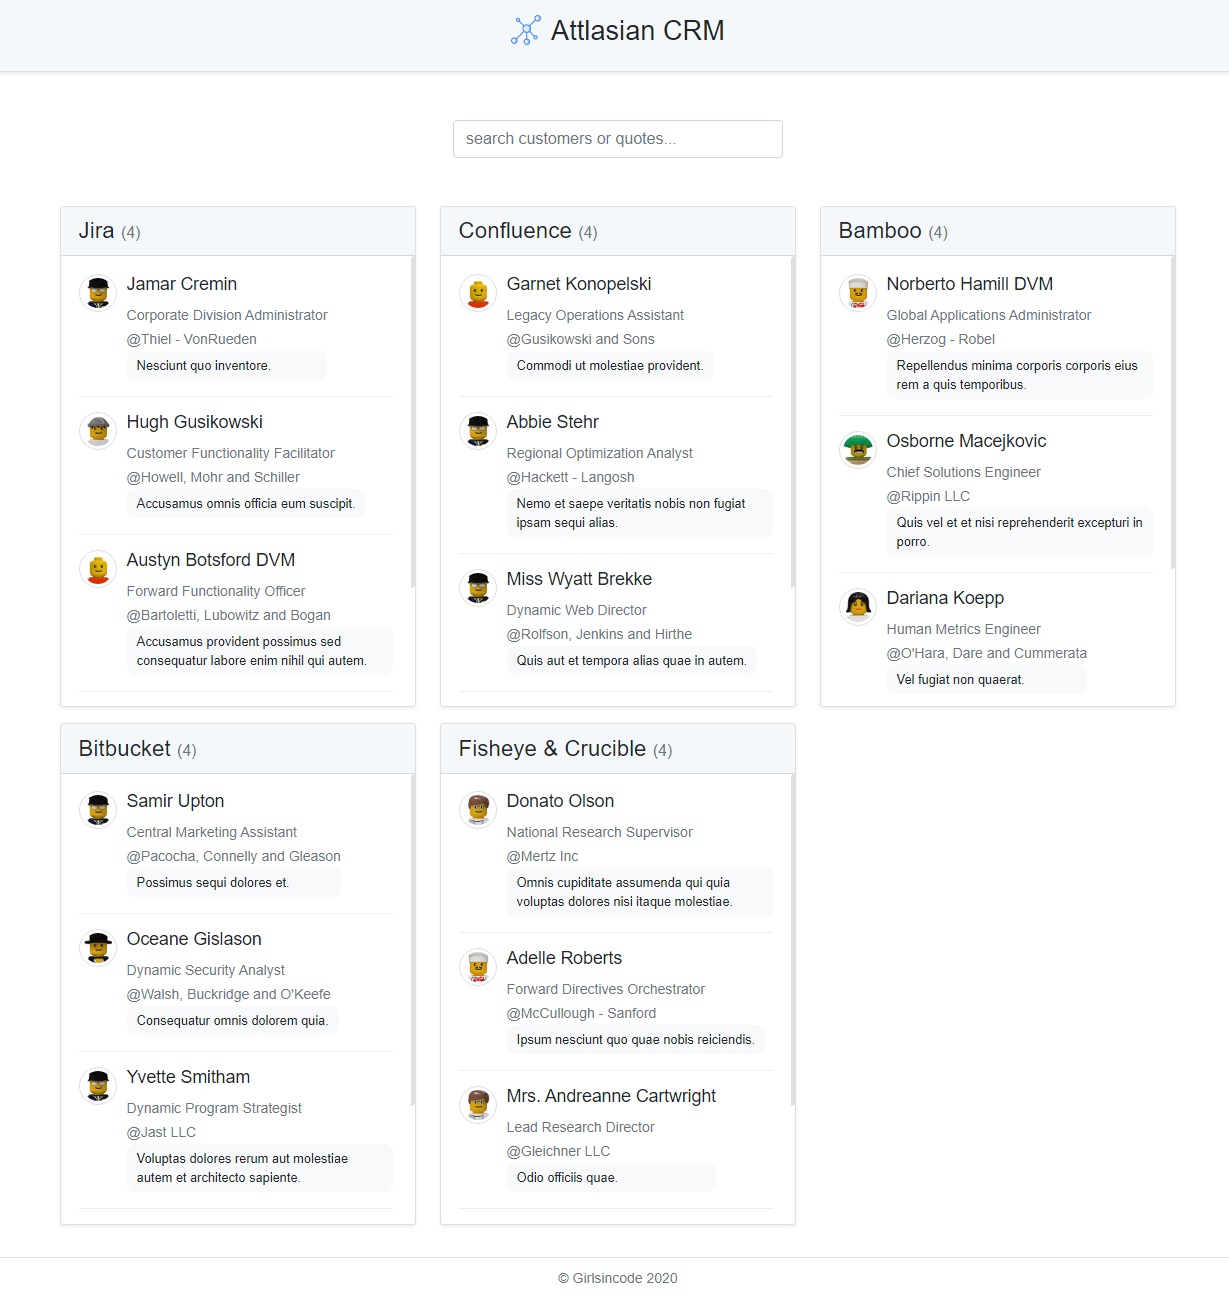 Attlasian CRM
search customers or quotes...
Jira (4)
Jamar Cremin
Corporate Division Administrator
@Thiel - VonRueden
Nesciunt quo inventore.
Hugh Gusikowski
Customer Functionality Facilitator
@Howell, Mohr and Schiller
Accusamus omnis officia eum suscipit.
Austyn Botsford DVM
Forward Functionality Officer
@Bartoletti, Lubowitz and Bogan
Accusamus provident possimus sed
consequatur labore enim nihil qui autem.
Confluence (4)
Garnet Konopelski
Legacy Operations Assistant
@Gusikowski and Sons
Commodi ut molestiae provident.
Abbie Stehr
Regional Optimization Analyst
@Hackett - Langosh
Nemo et saepe veritatis nobis non fugiat
ipsam sequi alias.
Miss Wyatt Brekke
Dynamic Web Director
@Rolfson, Jenkins and Hirthe
Quis aut et tempora alias quae in autem.
Bamboo (4)
Norberto Hamill DVM
Global Applications Administrator
@Herzog - Robel
Repellendus minima corporis corporis eius
rem a quis temporibus.
Osborne Macejkovic
Chief Solutions Engineer
@Rippin LLC
Quis vel et et nisi reprehenderit excepturi in
porro.
Dariana Koepp
Human Metrics Engineer
@O'Hara, Dare and Cummerata
Vel fugiat non quaerat.
Bitbucket (4)
Samir Upton
Central Marketing Assistant
@Pacocha, Connelly and Gleason
Possimus sequi dolores et.
Oceane Gislason
Dynamic Security Analyst
@Walsh, Buckridge and O'Keefe
Consequatur omnis dolorem quia.
Yvette Smitham
Dynamic Program Strategist
@Jast LLC
Voluptas dolores rerum aut molestiae
autem et architecto sapiente.
Fisheye & Crucible (4)
Donato Olson
National Research Supervisor
@Mertz Inc
Omnis cupiditate assumenda qui quia
voluptas dolores nisi itaque molestiae.
Adelle Roberts
Forward Directives Orchestrator
@McCullough - Sanford
Ipsum nesciunt quo quae nobis reiciendis.
Mrs. Andreanne Cartwright
Lead Research Director
@Gleichner LLC
Odio officiis quae.
© Girlsincode 2020